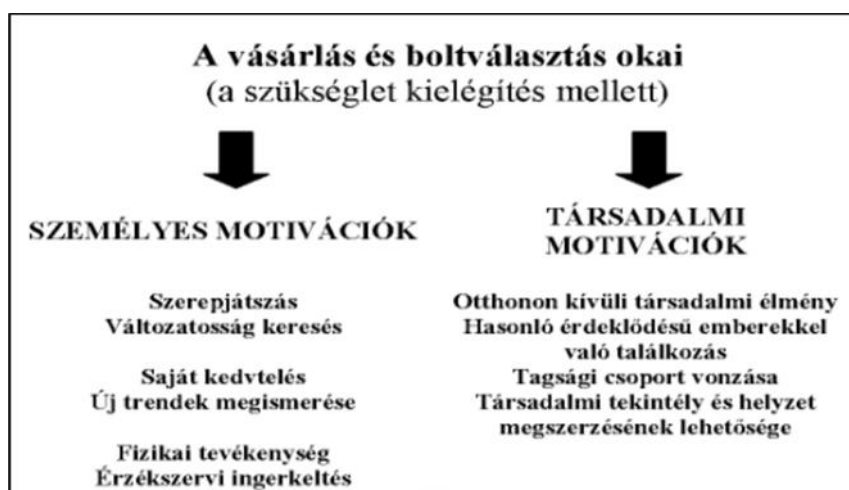 A vásárlás és boltválasztás okai
(a szükséglet kielégítés mellett)
SZEMÉLYES MOTIVÁCIÓK
Szerepjátszás
Változatosság keresés
Saját kedvtelés
Új trendek megismerése
Fizikai tevékenység
Érzékszervi ingerkeltés
TÁRSADALMI
MOTIVÁCIÓK
Otthonon kívüli társadalmi élmény
Hasonló érdeklődésű emberekkel
való találkozás
Tagsági csoport vonzása
Társadalmi tekintély és helyzet
megszerzésének lehetősége